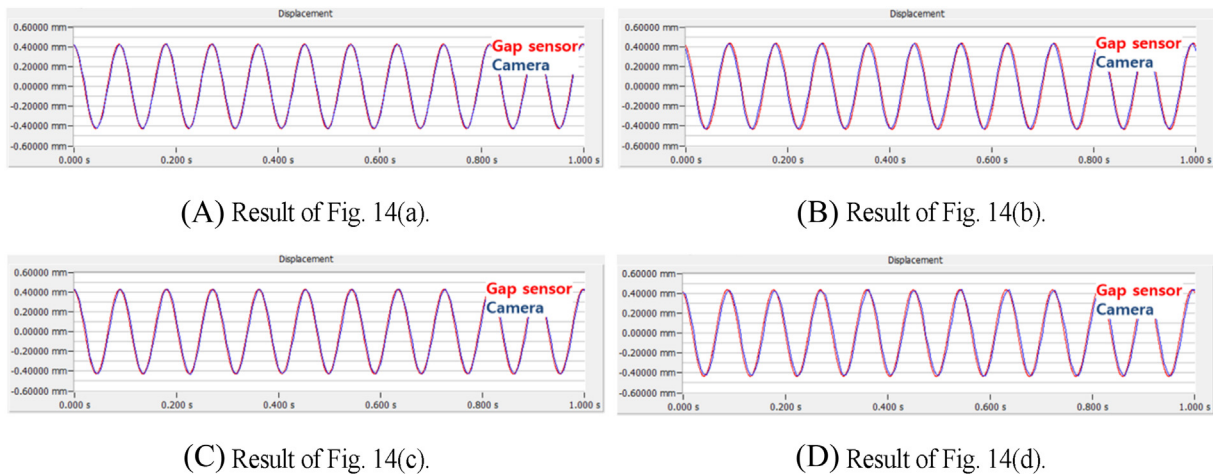 Displacement
0.60000 mm
0.40000 mm
0.20000 mm
0.00000 mm
-0.20000 mm
-0.40000 mm
-0.60000 mm
Gap sensor
Camera
0.000 s 0.200 s 0.400 s 0.600 s 0.800 s 1.000 s
(A) Result of Fig. 14(a).
Displacement
0.60000 mm
0.40000 mm
0.20000 mm
0.00000 mm
-0.20000 mm
-0.40000 mm
-0.60000 mm
Gap sensor
Camera
0.000 s 0.200 s 0.400 s 0.600 s 0.800 s 1.000 s
(B) Result of Fig. 14(b).
Displacement
0.60000 mm
0.40000 mm
0.20000 mm
0.00000 mm
-0.20000 mm
-0.40000 mm
-0.60000 mm
Gap sensor
Camera
0.000 s 0.200 s 0.400 s 0.600 s 0.800 s 1.000 s
(C) Result of Fig. 14(c).
Displacement
0.60000 mm
0.40000 mm
0.20000 mm
0.00000 mm
-0.20000 mm
-0.40000 mm
-0.60000 mm
Gap sensor
Camera
0.000 s 0.200 s 0.400 s 0.600 s 0.800 s 1.000 s
(D) Result of Fig. 14(d).